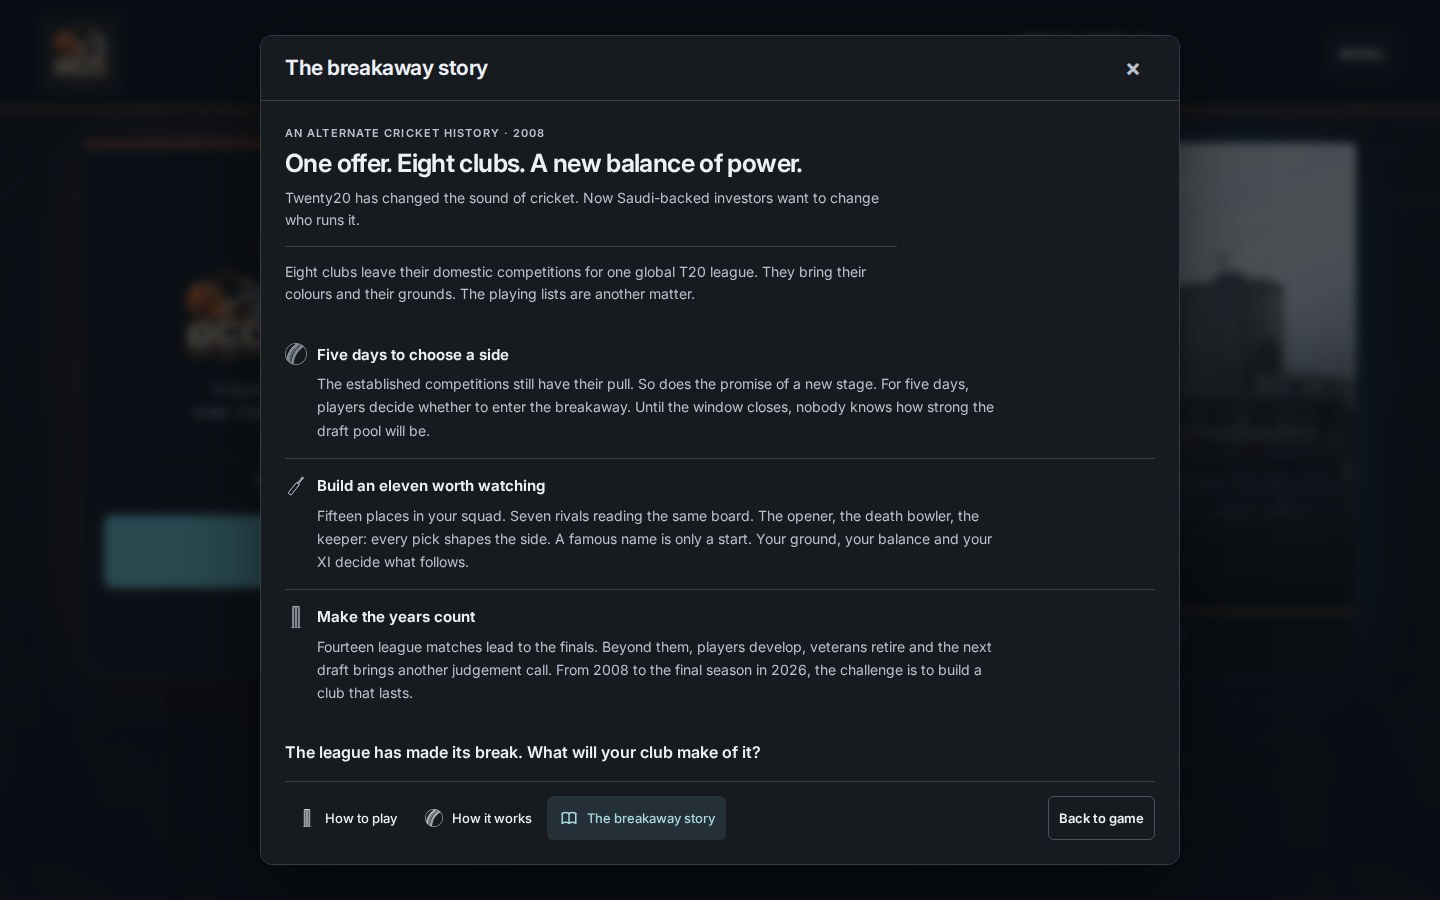 The breakaway story
×
AN ALTERNATE CRICKET HISTORY · 2008
One offer. Eight clubs. A new balance of power.
Twenty20 has changed the sound of cricket. Now Saudi-backed investors want to change
who runs it.
Eight clubs leave their domestic competitions for one global T20 league. They bring their
colours and their grounds. The playing lists are another matter.
Five days to choose a side
The established competitions still have their pull. So does the promise of a new stage. For five days,
players decide whether to enter the breakaway. Until the window closes, nobody knows how strong the
draft pool will be.
Build an eleven worth watching
Fifteen places in your squad. Seven rivals reading the same board. The opener, the death bowler, the
keeper: every pick shapes the side. A famous name is only a start. Your ground, your balance and your
XI decide what follows.
Make the years count
Fourteen league matches lead to the finals. Beyond them, players develop, veterans retire and the next
draft brings another judgement call. From 2008 to the final season in 2026, the challenge is to build a
club that lasts.
The league has made its break. What will your club make of it?
How to play
How it works
The breakaway story
Back to game